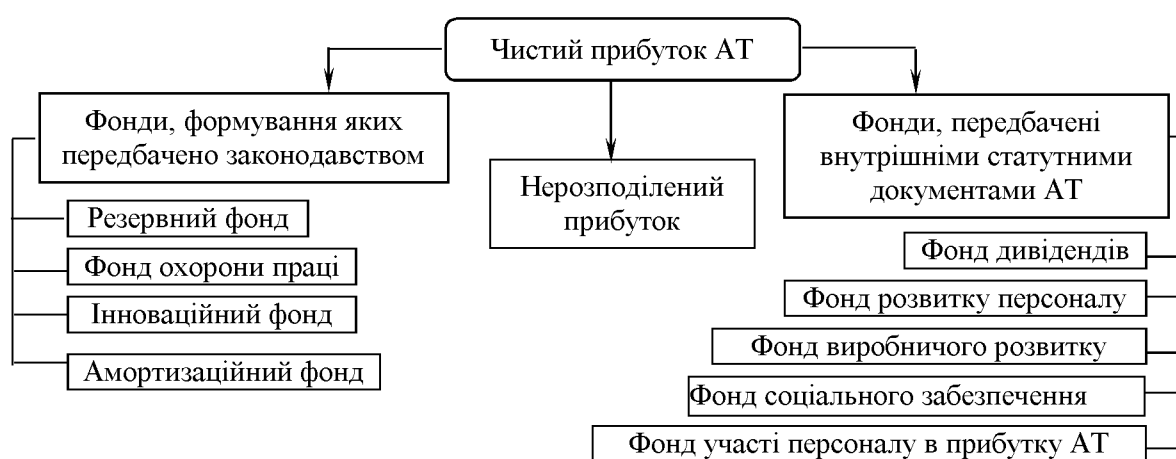 Чистий прибуток АТ
Фонди, формування яких
передбачено законодавством
Резервний фонд
Фонд охорони праці
Інноваційний фонд
Амортизаційний фонд
Нерозподілений
прибуток
Фонди, передбачені
внутрішніми статутними
документами АТ
Фонд дивідендів
Фонд розвитку персоналу
Фонд виробничого розвитку
Фонд соціального забезпечення
Фонд участі персоналу в прибутку АТ